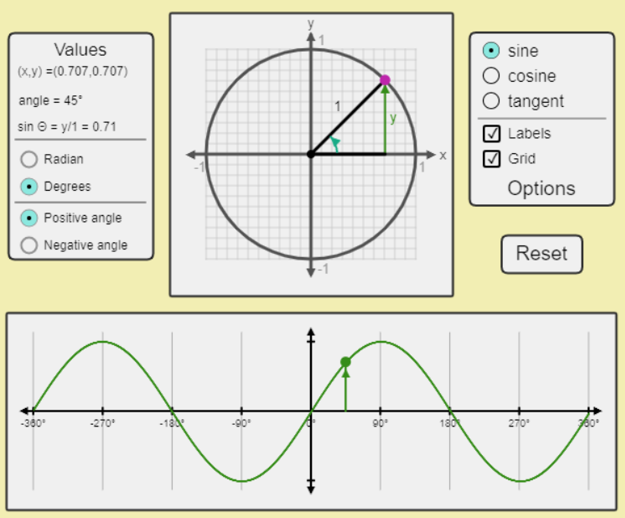 Values
(x,y) =(0.707,0.707)
angle = 45°
sin Θ = y/1 = 0.71
Radian
Degrees
Positive angle
Negative angle
y
1
1
y
x
-1
1
-1
sine
cosine
tangent
Labels
Grid
Options
Reset
-360° -270° -180° -90° 0° 90° 180° 270° 360°